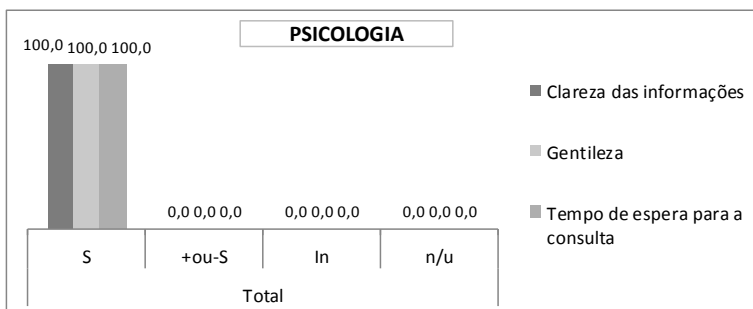 PSICOLOGIA
100,0 100,0 100,0
0,0 0,0 0,0
0,0 0,0 0,0
0,0 0,0 0,0
S
+ou-S
In
n/u
Total
Clareza das informações
Gentileza
Tempo de espera para a
consulta